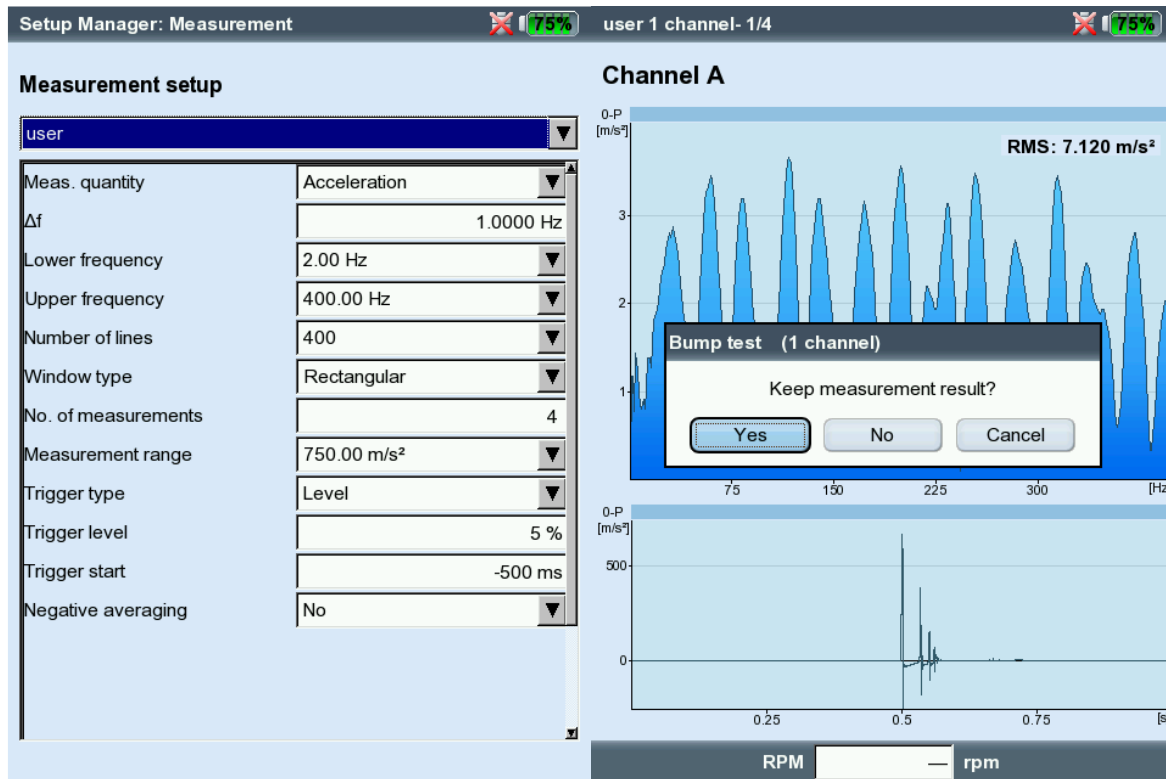 Setup Manager: Measurement
75%
Measurement setup
user
Meas. quantity Acceleration
Δf 1.0000 Hz
Lower frequency 2.00 Hz
Upper frequency 400.00 Hz
Number of lines 400
Window type Rectangular
No. of measurements 4
Measurement range 750.00 m/s²
Trigger type Level
Trigger level 5 %
Trigger start -500 ms
Negative averaging No
user 1 channel- 1/4
75%
Channel A
0-P
[m/s²]
RMS: 7.120 m/s²
3
2
1
Bump test (1 channel)
Keep measurement result?
Yes No Cancel
75 150 225 300 [Hz
0-P
[m/s²]
500
0
0.25 0.5 0.75 [s
RPM — rpm